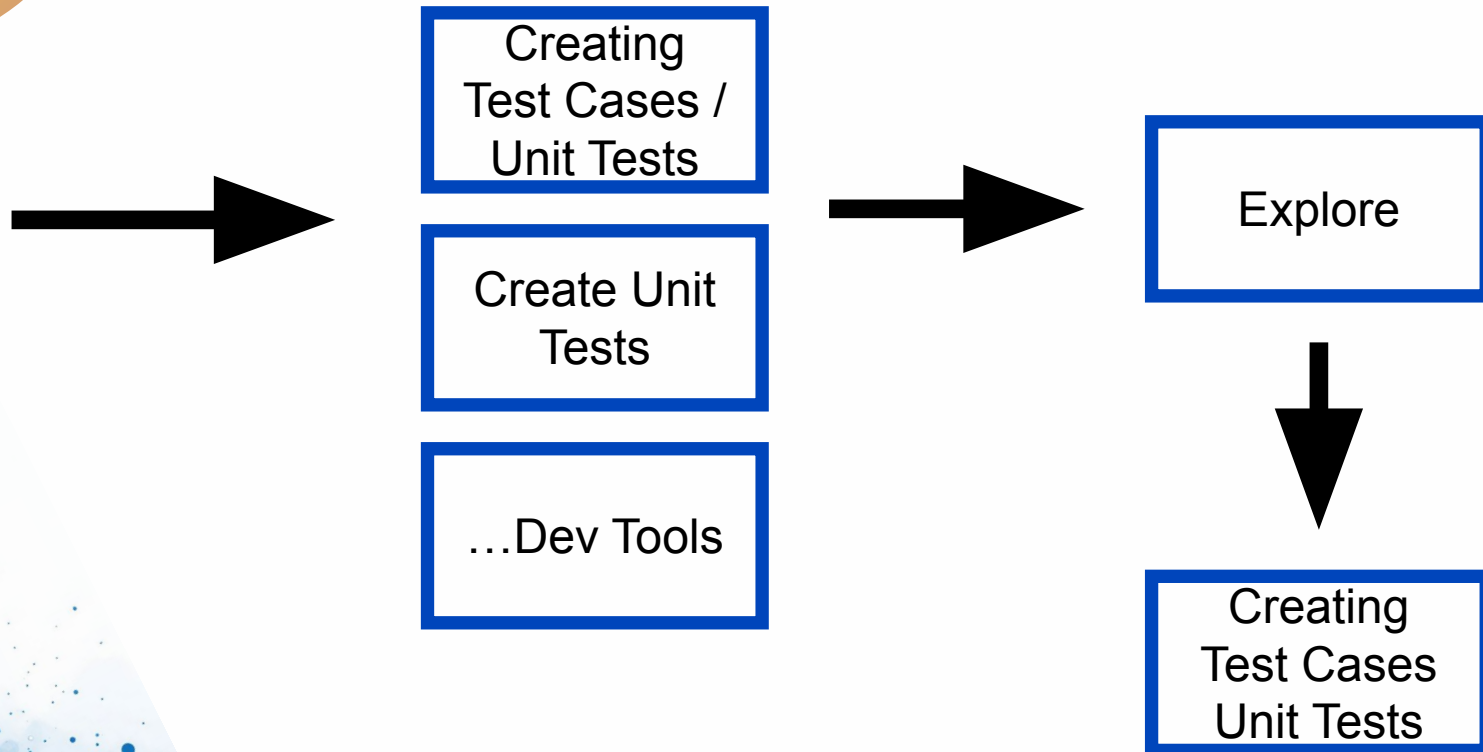 Creating
Test Cases /
Unit Tests
Create Unit
Tests
…Dev Tools
Explore
Creating
Test Cases
Unit Tests